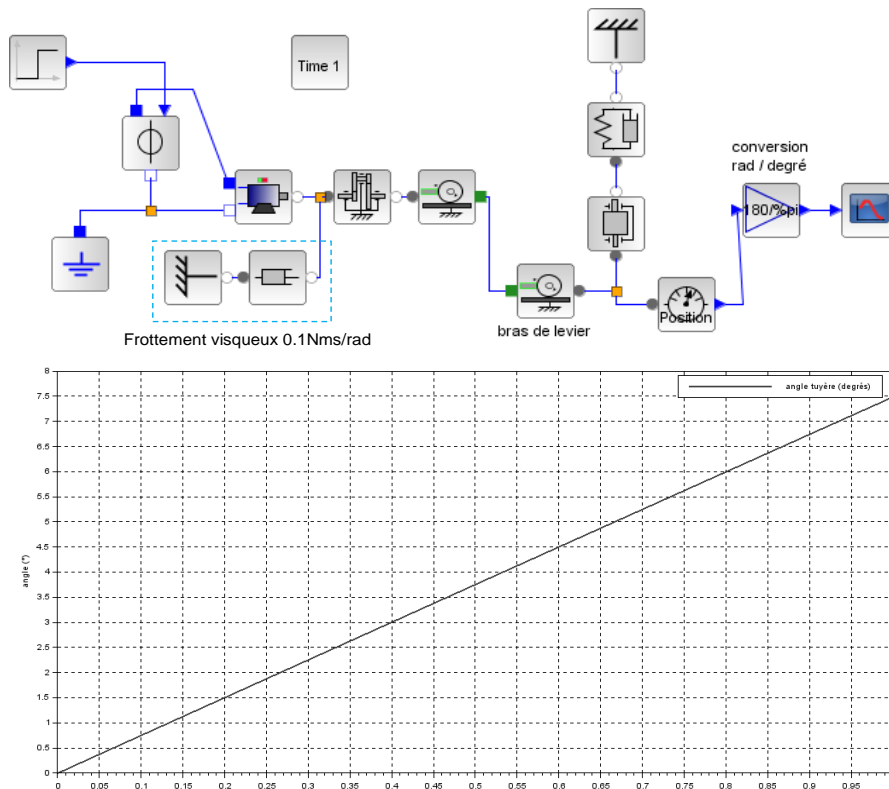 Time 1
conversion
rad / degré
180/%pi
Position
bras de levier
Frottement visqueux 0.1Nms/rad
angle tuyère (degrés)
angle (°)
8
7.5
7
6.5
6
5.5
5
4.5
4
3.5
3
2.5
2
1.5
1
0.5
0
0 0.05 0.1 0.15 0.2 0.25 0.3 0.35 0.4 0.45 0.5 0.55 0.6 0.65 0.7 0.75 0.8 0.85 0.9 0.95